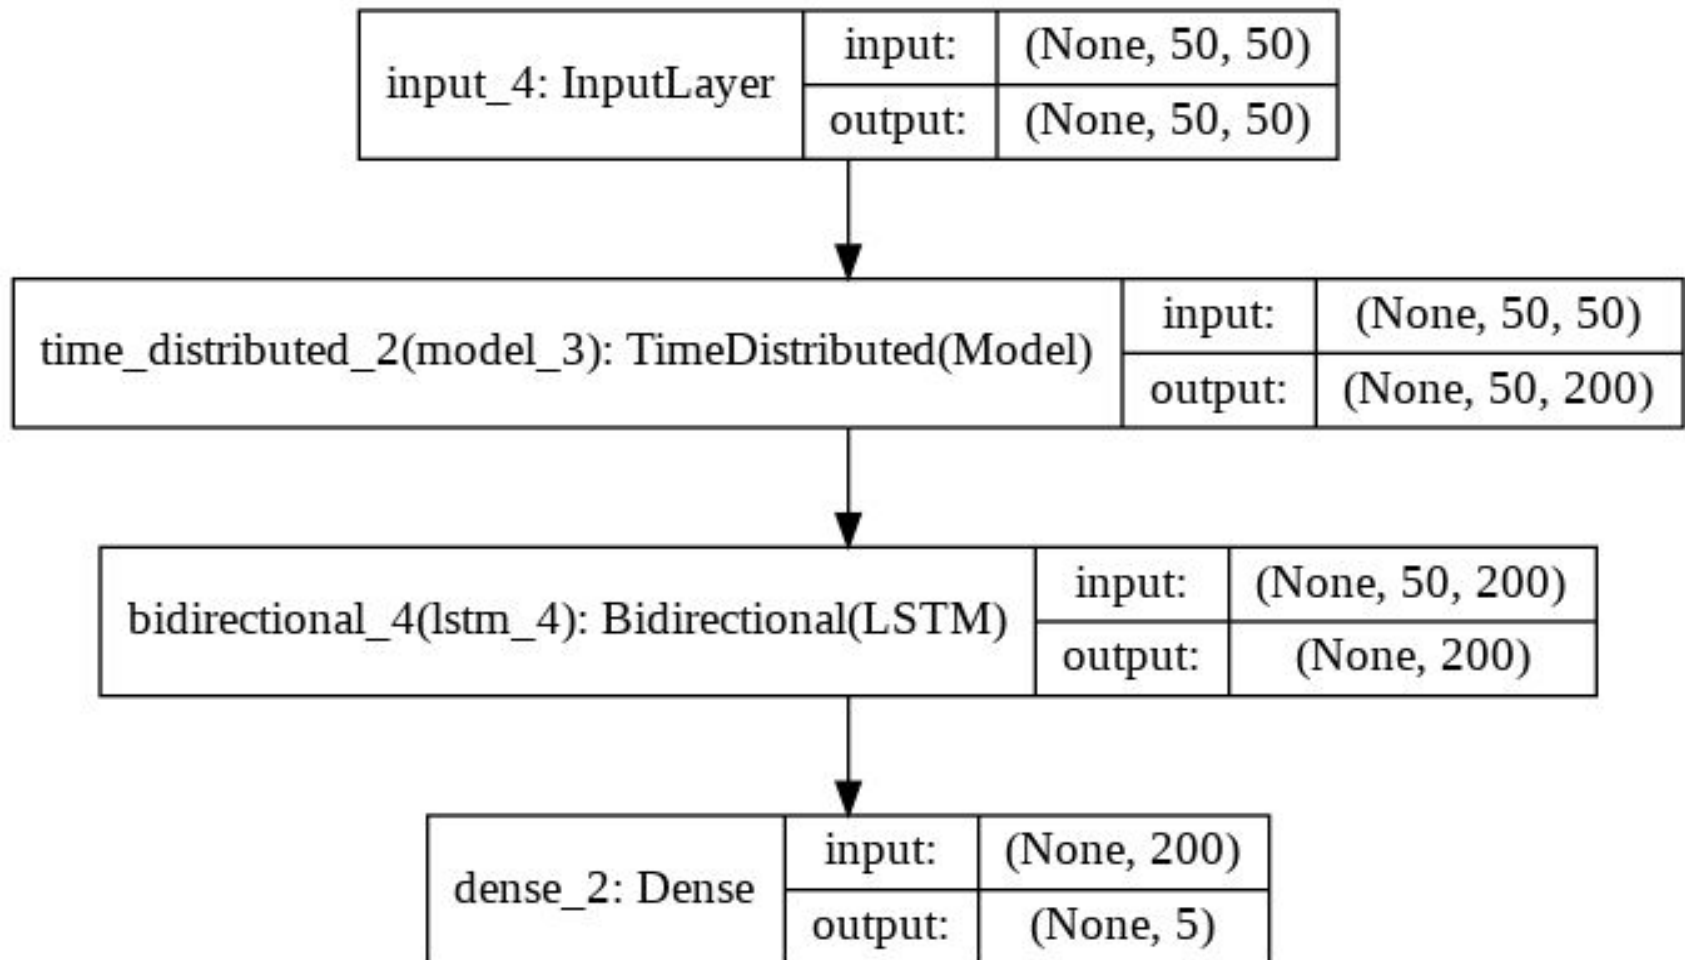 input_4: InputLayer
input:
(None, 50, 50)
output:
(None, 50, 50)
time_distributed_2(model_3): TimeDistributed(Model)
input:
(None, 50, 50)
output:
(None, 50, 200)
bidirectional_4(lstm_4): Bidirectional(LSTM)
input:
(None, 50, 200)
output:
(None, 200)
dense_2: Dense
input:
(None, 200)
output:
(None, 5)